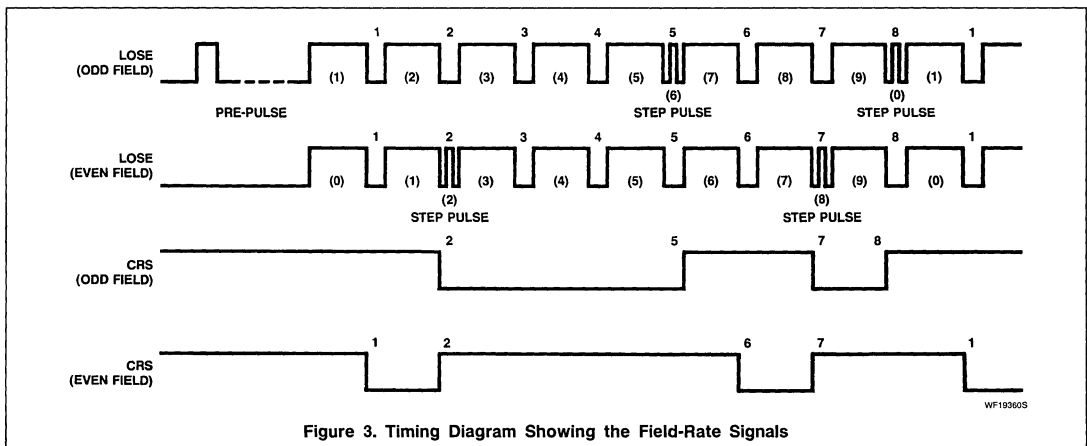 1 2 3 4 5 6 7 8 1
LOSE
(ODD FIELD)
(1) (2) (3) (4) (5) (7) (8) (9) (1)
(6) (0)
PRE-PULSE STEP PULSE STEP PULSE
1 2 3 4 5 6 7 8 1
LOSE
(EVEN FIELD)
(0) (1) (3) (4) (5) (6) (7) (9) (0)
(2) (8)
STEP PULSE STEP PULSE
2 5 7 8
CRS
(ODD FIELD)
1 2 6 7 1
CRS
(EVEN FIELD)
WF19360S
Figure 3. Timing Diagram Showing the Field-Rate Signals